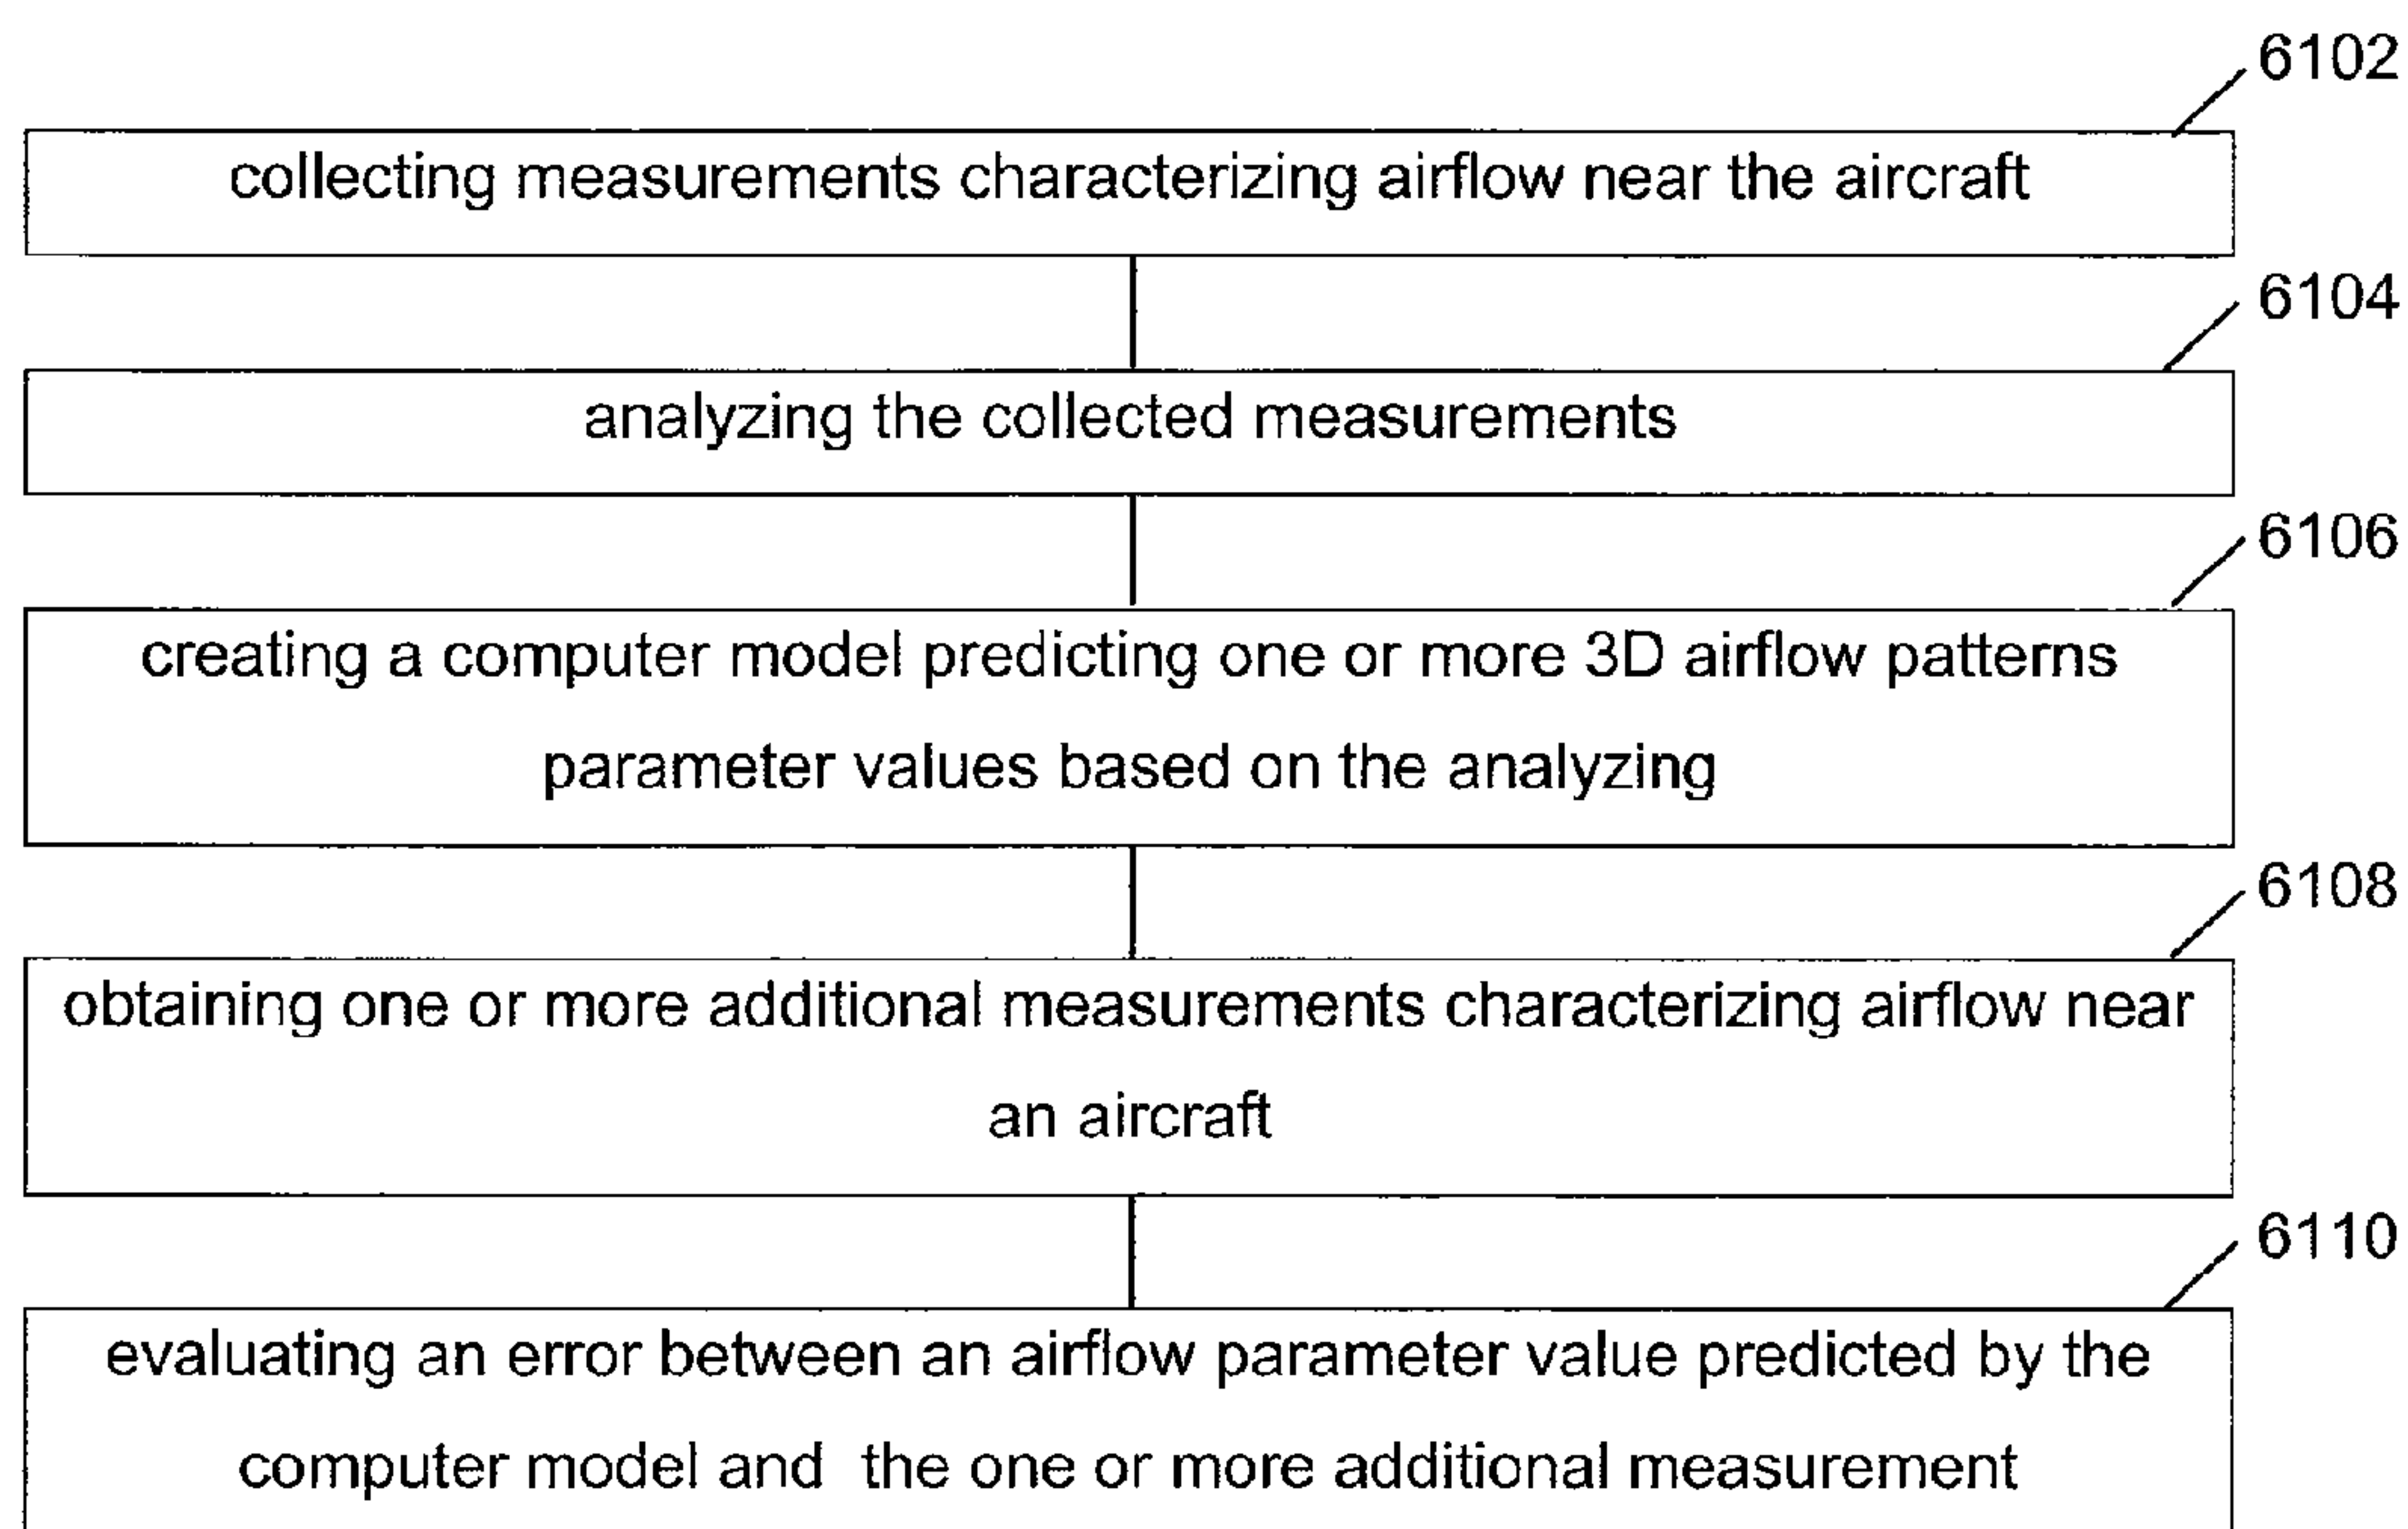 6102
collecting measurements characterizing airflow near the aircraft
6104
analyzing the collected measurements
6106
creating a computer model predicting one or more 3D airflow patterns
parameter values based on the analyzing
6108
obtaining one or more additional measurements characterizing airflow near
an aircraft
6110
evaluating an error between an airflow parameter value predicted by the
computer model and the one or more additional measurement